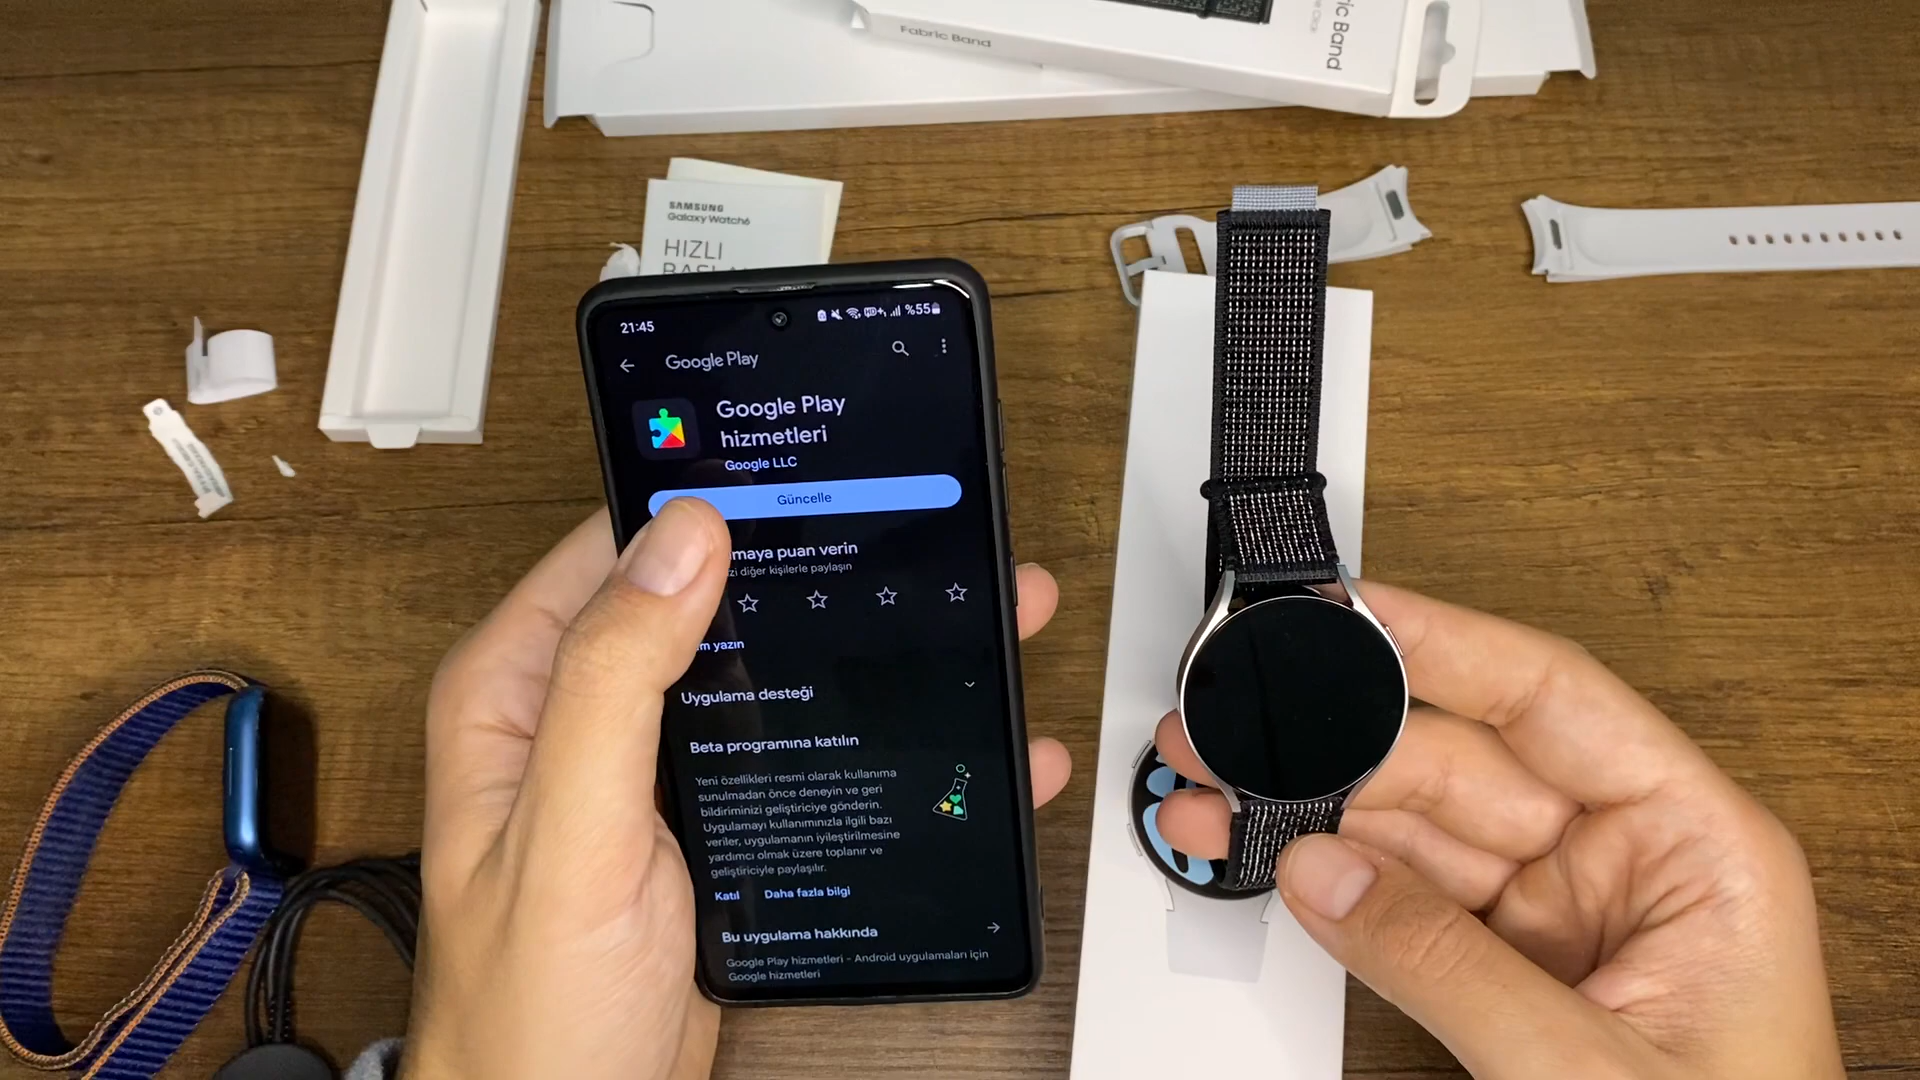 Fabric Band
ric Band
SAMSUNG
Galaxy Watch6
HIZLI
21:45
%55
Google Play
Google Play
hizmetleri
Google LLC
Güncelle
maya puan verin
zi diğer kişilerle paylaşın
m yazın
Uygulama desteği
Beta programına katılın
Yeni özellikleri resmi olarak kullanıma
sunulmadan önce deneyin ve geri
bildiriminizi geliştiriciye gönderin.
Uygulamayı kullanımınızla ilgili bazı
veriler, uygulamanın iyileştirilmesine
yardımcı olmak üzere toplanır ve
geliştiriciyle paylaşılır.
Katıl
Daha fazla bilgi
Bu uygulama hakkında
Google Play hizmetleri - Android uygulamaları için
Google hizmetleri